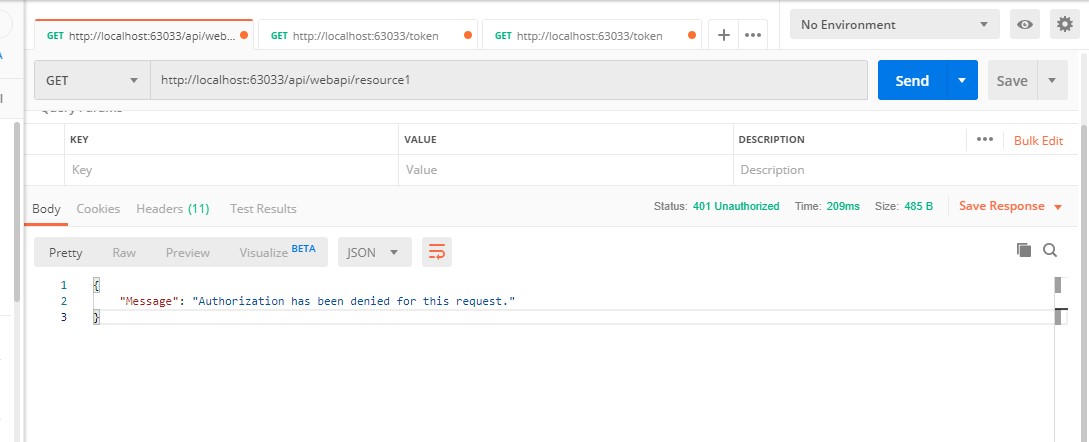 GET http://localhost:63033/api/web... GET http://localhost:63033/token GET http://localhost:63033/token + ••• No Environment
GET http://localhost:63033/api/webapi/resource1 Send Save
Query Params
KEY VALUE DESCRIPTION ••• Bulk Edit
Key Value Description
Body Cookies Headers (11) Test Results Status: 401 Unauthorized Time: 209ms Size: 485 B Save Response
Pretty Raw Preview Visualize BETA JSON
1 {
2 "Message": "Authorization has been denied for this request."
3 }